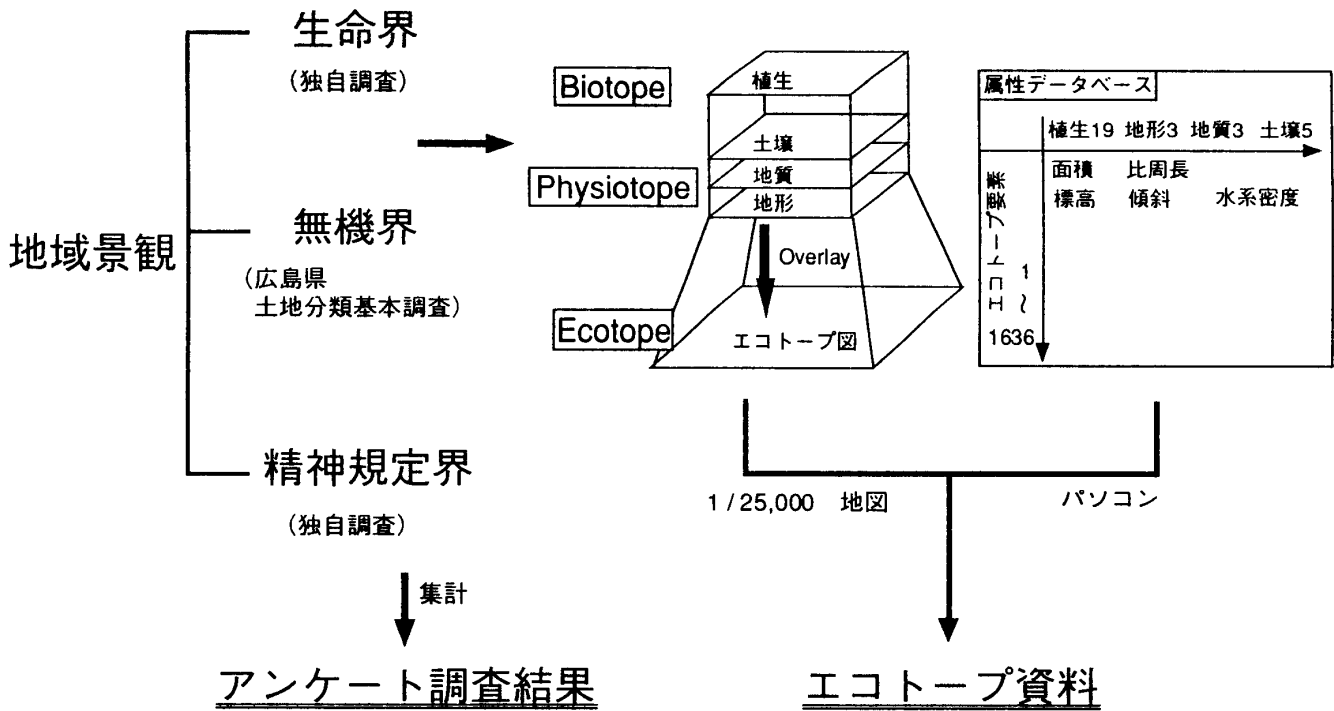 地域景観
生命界
（独自調査）
無機界
（広島県
土地分類基本調査）
精神規定界
（独自調査）
集計
アンケート調査結果
Biotope
Physiotope
Ecotope
植生
土壌
地質
地形
Overlay
エコトープ図
属性データベース
植生19 地形3 地質3 土壌5
面積 比周長
標高 傾斜 水系密度
エコトープ要素
1
～
1636
1 / 25,000 地図
パソコン
エコトープ資料